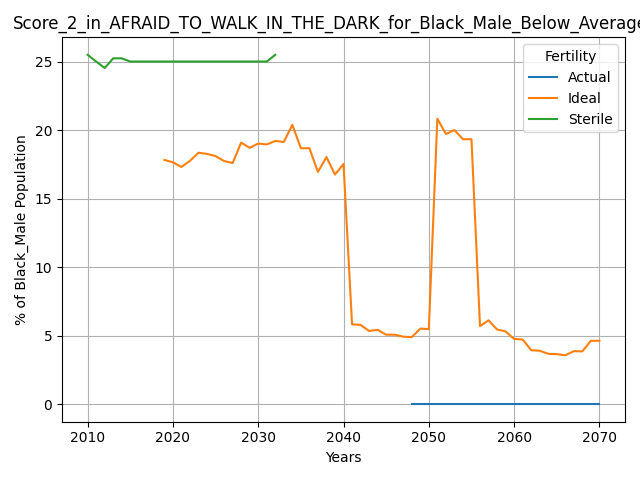 Score_2_in_AFRAID_TO_WALK_IN_THE_DARK_for_Black_Male_Below_Average
Fertility
Actual
Ideal
Sterile
% of Black_Male Population
25
20
15
10
5
0
2010 2020 2030 2040 2050 2060 2070
Years